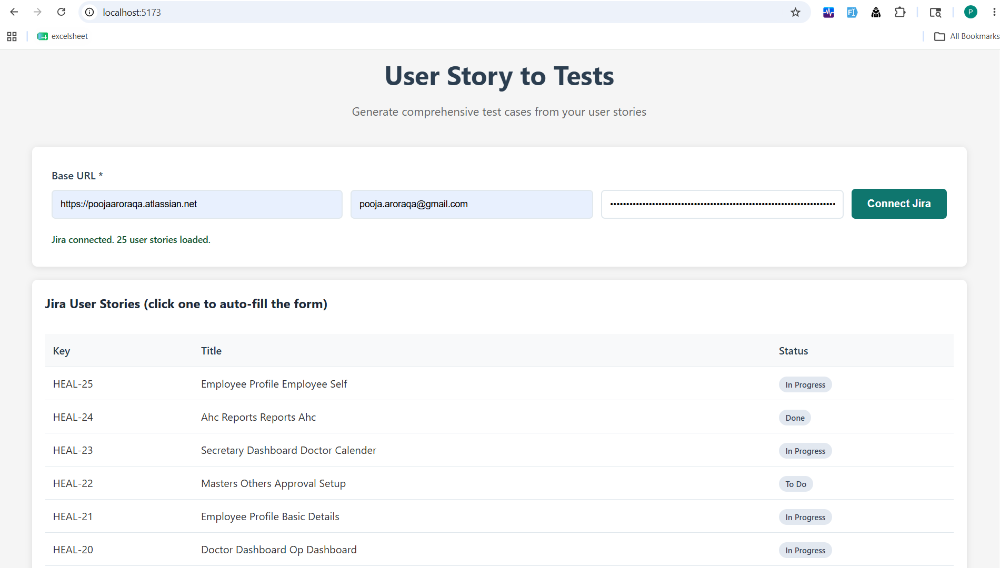 localhost:5173
excelsheet
All Bookmarks
User Story to Tests
Generate comprehensive test cases from your user stories
Base URL *
https://poojaaroraqa.atlassian.net
pooja.aroraqa@gmail.com
Connect Jira
Jira connected. 25 user stories loaded.
Jira User Stories (click one to auto-fill the form)
Key Title Status
HEAL-25 Employee Profile Employee Self In Progress
HEAL-24 Ahc Reports Reports Ahc Done
HEAL-23 Secretary Dashboard Doctor Calender In Progress
HEAL-22 Masters Others Approval Setup To Do
HEAL-21 Employee Profile Basic Details In Progress
HEAL-20 Doctor Dashboard Op Dashboard In Progress